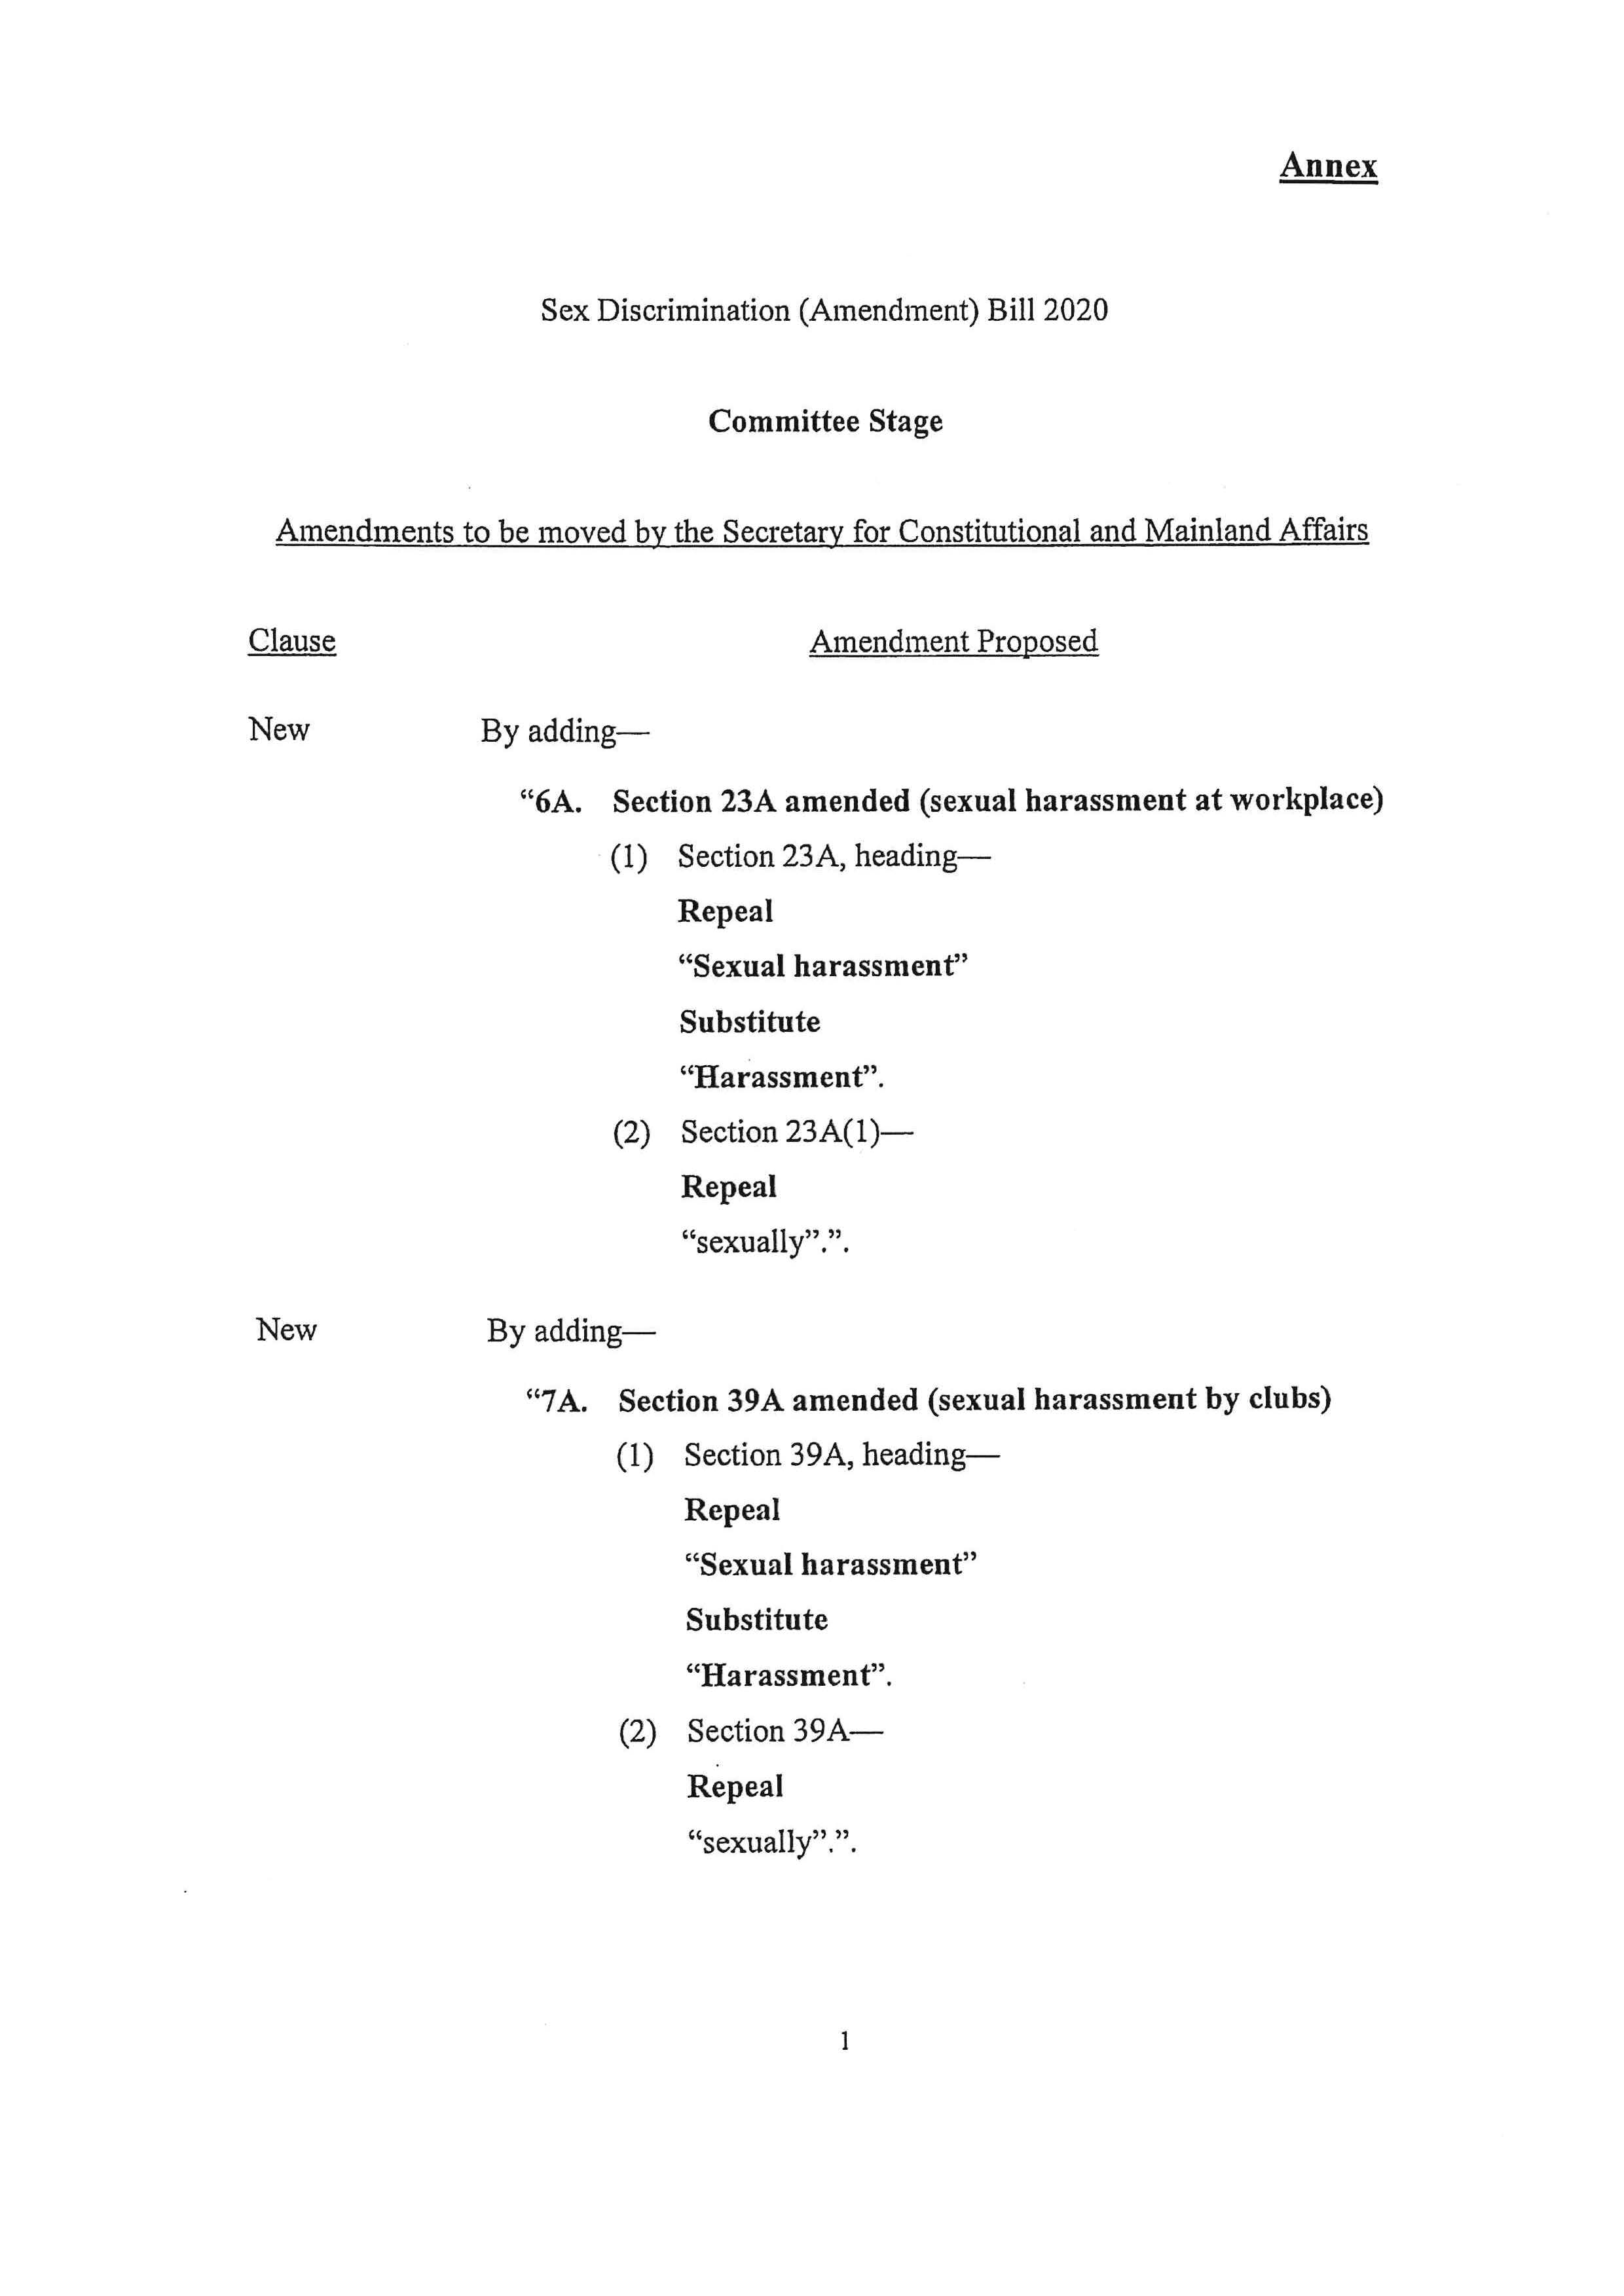 Annex
Sex Discrimination (Amendment) Bill 2020
Committee Stage
Amendments to be moved by the Secretary for Constitutional and Mainland Affairs
Clause Amendment Proposed
New By adding—
“6A. Section 23A amended (sexual harassment at workplace)
(1) Section 23A, heading—
Repeal
“Sexual harassment”
Substitute
“Harassment”.
(2) Section 23A(1)—
Repeal
“sexually”.”.
New By adding—
“7A. Section 39A amended (sexual harassment by clubs)
(1) Section 39A, heading—
Repeal
“Sexual harassment”
Substitute
“Harassment”.
(2) Section 39A—
Repeal
“sexually”.”.
1